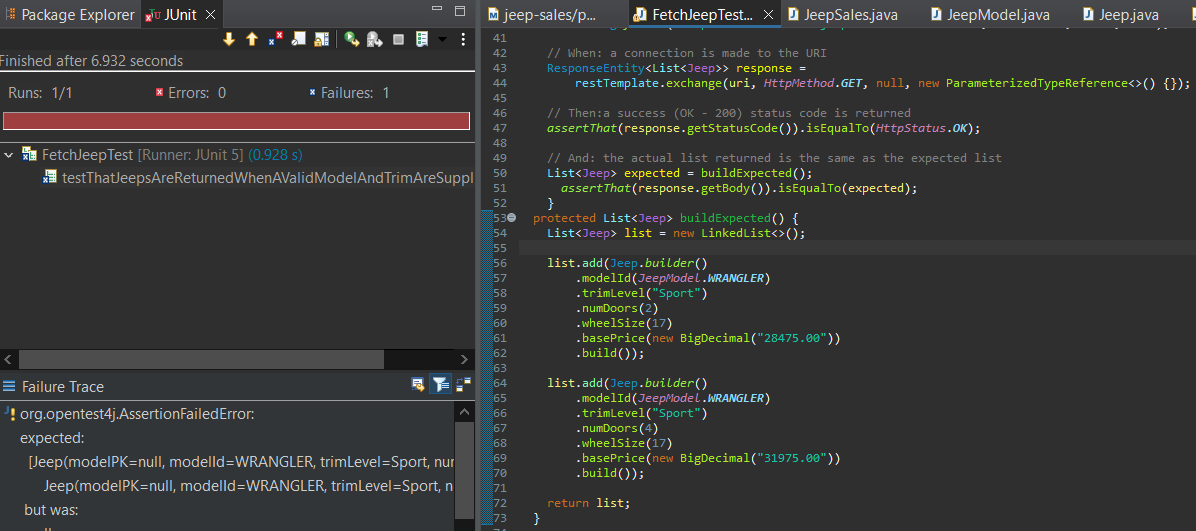 Package Explorer JUnit
Finished after 6.932 seconds
Runs: 1/1 Errors: 0 Failures: 1
FetchJeepTest [Runner: JUnit 5] (0.928 s)
testThatJeepsAreReturnedWhenAValidModelAndTrimAreSuppl
Failure Trace
org.opentest4j.AssertionFailedError:
expected:
[Jeep(modelPK=null, modelId=WRANGLER, trimLevel=Sport, nur
Jeep(modelPK=null, modelId=WRANGLER, trimLevel=Sport, n
but was:
jeep-sales/p... FetchJeepTest... JeepSales.java JeepModel.java Jeep.java
41
42 // When: a connection is made to the URI
43 ResponseEntity<List<Jeep>> response =
44 restTemplate.exchange(uri, HttpMethod.GET, null, new ParameterizedTypeReference<>() {});
45
46 // Then:a success (OK - 200) status code is returned
47 assertThat(response.getStatusCode()).isEqualTo(HttpStatus.OK);
48
49 // And: the actual list returned is the same as the expected list
50 List<Jeep> expected = buildExpected();
51 assertThat(response.getBody()).isEqualTo(expected);
52 }
53 protected List<Jeep> buildExpected() {
54 List<Jeep> list = new LinkedList<>();
55
56 list.add(Jeep.builder()
57 .modelId(JeepModel.WRANGLER)
58 .trimLevel("Sport")
59 .numDoors(2)
60 .wheelSize(17)
61 .basePrice(new BigDecimal("28475.00"))
62 .build());
63
64 list.add(Jeep.builder()
65 .modelId(JeepModel.WRANGLER)
66 .trimLevel("Sport")
67 .numDoors(4)
68 .wheelSize(17)
69 .basePrice(new BigDecimal("31975.00"))
70 .build());
71
72 return list;
73 }